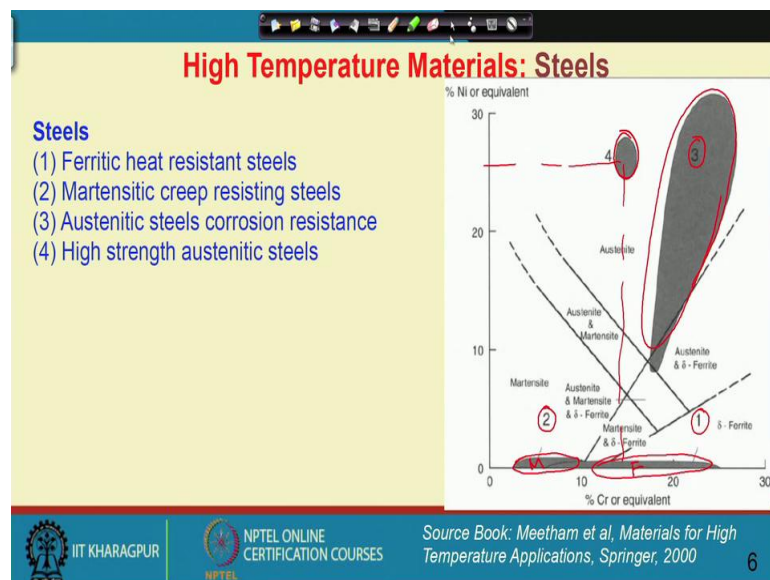 High Temperature Materials: Steels
Steels
(1) Ferritic heat resistant steels
(2) Martensitic creep resisting steels
(3) Austenitic steels corrosion resistance
(4) High strength austenitic steels
% Ni or equivalent
30
20
10
0
4
3
Austenite
Austenite
& Martensite
Austenite
& δ - Ferrite
Martensite
Austenite
& Martensite
& δ - Ferrite
2
Martensite
& δ - Ferrite
1
δ - Ferrite
M
F
0
10
20
30
% Cr or equivalent
IIT KHARAGPUR
NPTEL
NPTEL ONLINE
CERTIFICATION COURSES
Source Book: Meetham et al, Materials for High
Temperature Applications, Springer, 2000
6